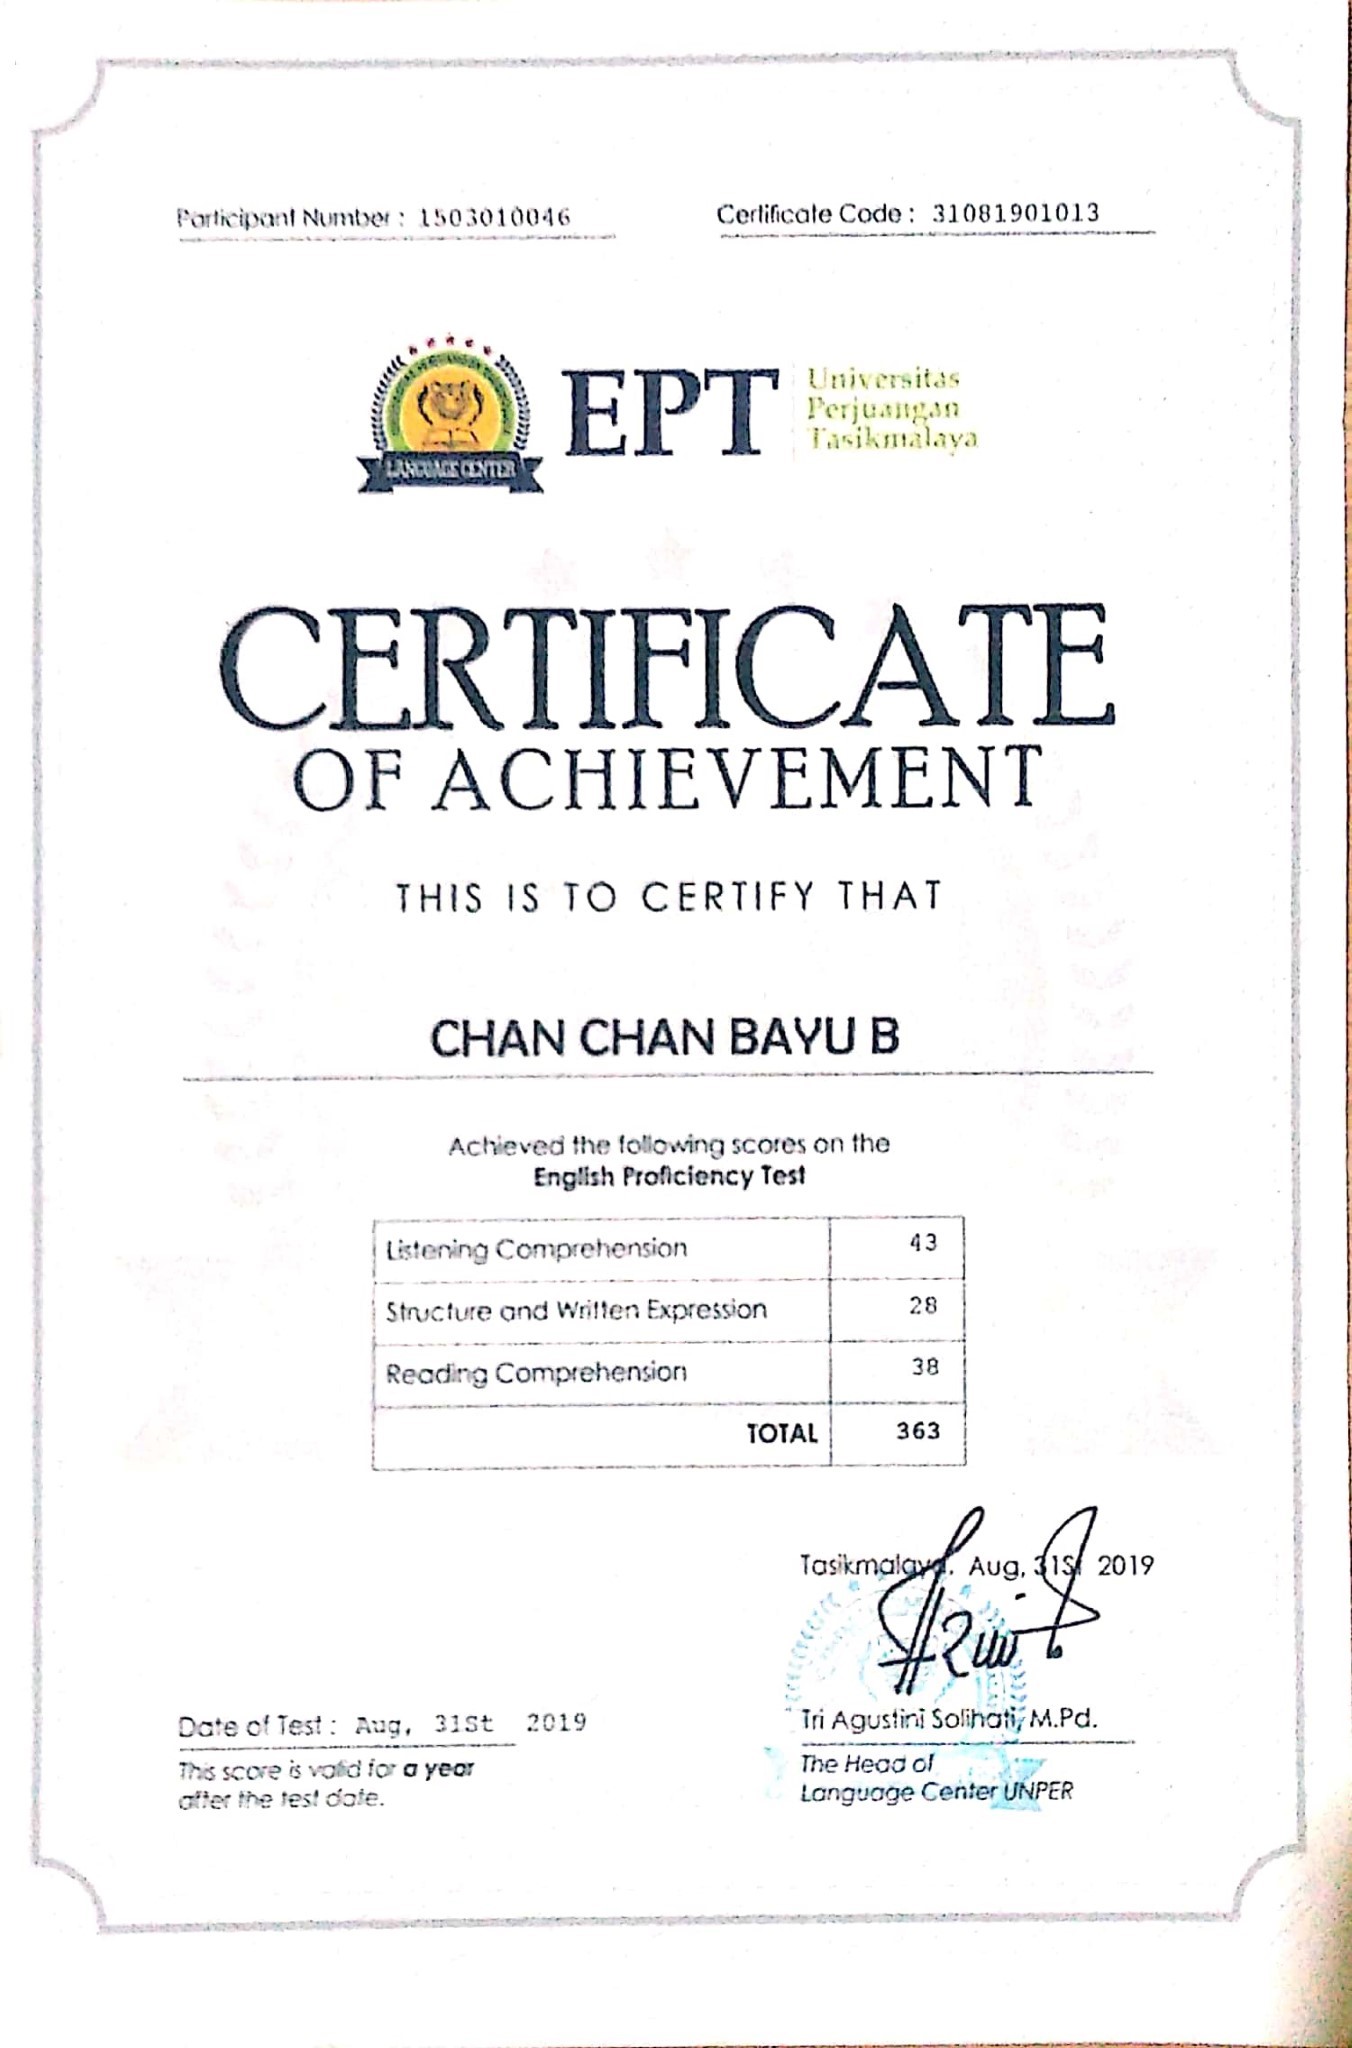 Participant Number : 1503010046
Certificate Code : 31081901013
LANGUAGE CENTER
EPT
Universitas
Perjuangan
Tasikmalaya
CERTIFICATE
OF ACHIEVEMENT
THIS IS TO CERTIFY THAT
CHAN CHAN BAYU B
Achieved the following scores on the
English Proficiency Test
Listening Comprehension 43
Structure and Written Expression 28
Reading Comprehension 38
TOTAL 363
Tasikmalaya, Aug, 31St 2019
Date of Test : Aug, 31St 2019
This score is valid for a year
after the test date.
Tri Agustini Solihati, M.Pd.
The Head of
Language Center UNPER